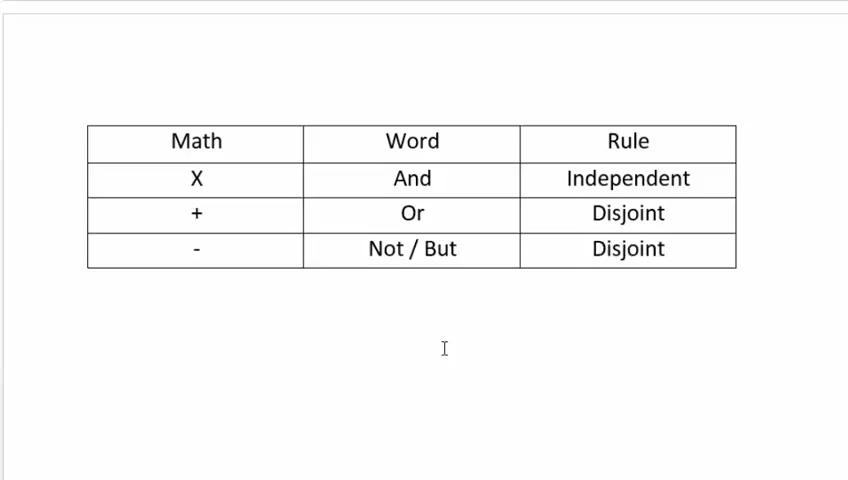 Math Word Rule
X And Independent
+ Or Disjoint
- Not / But Disjoint